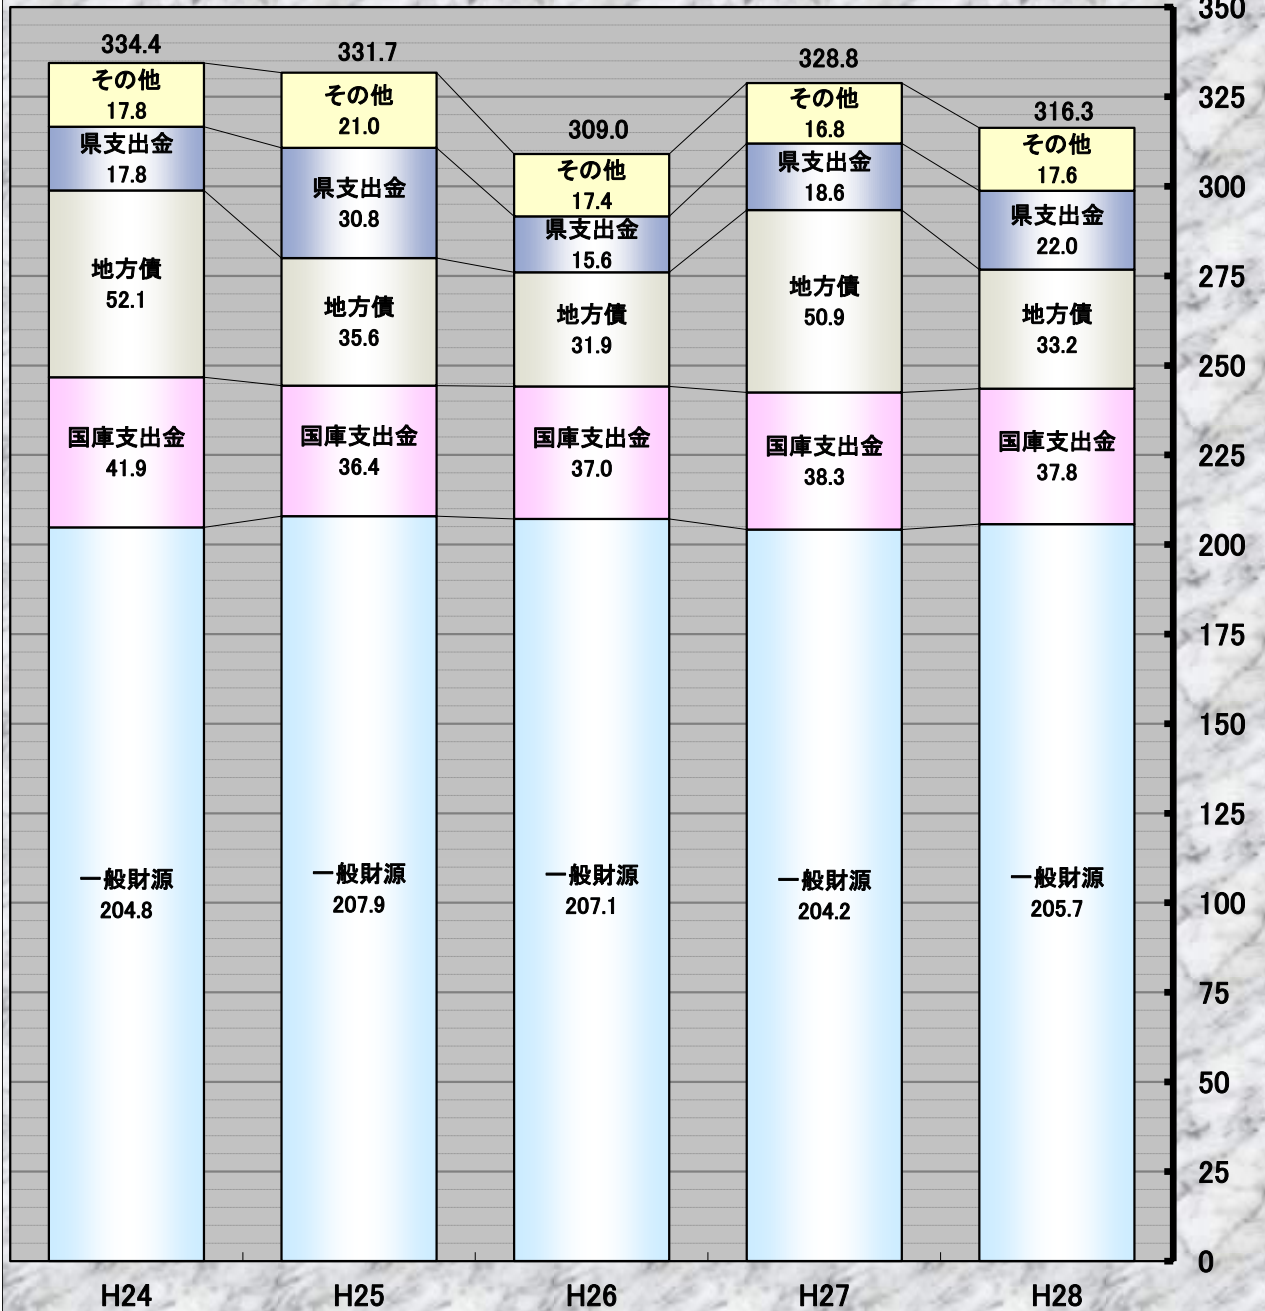 334.4
その他
17.8
県支出金
17.8
地方債
52.1
国庫支出金
41.9
一般財源
204.8
331.7
その他
21.0
県支出金
30.8
地方債
35.6
国庫支出金
36.4
一般財源
207.9
309.0
その他
17.4
県支出金
15.6
地方債
31.9
国庫支出金
37.0
一般財源
207.1
328.8
その他
16.8
県支出金
18.6
地方債
50.9
国庫支出金
38.3
一般財源
204.2
316.3
その他
17.6
県支出金
22.0
地方債
33.2
国庫支出金
37.8
一般財源
205.7
350
325
300
275
250
225
200
175
150
125
100
75
50
25
0
H24
H25
H26
H27
H28